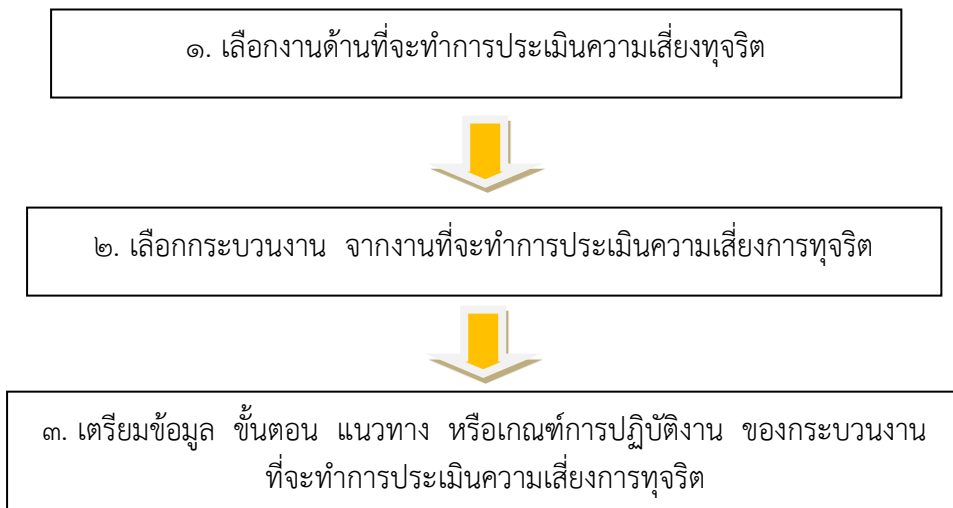 ๑. เลือกงานด้านที่จะทำการประเมินความเสี่ยงทุจริต
๒. เลือกกระบวนงาน จากงานที่จะทำการประเมินความเสี่ยงการทุจริต
๓. เตรียมข้อมูล ขั้นตอน แนวทาง หรือเกณฑ์การปฏิบัติงาน ของกระบวนงาน
ที่จะทำการประเมินความเสี่ยงการทุจริต